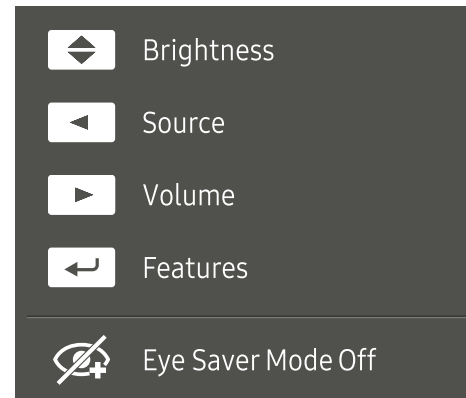 Brightness
Source
Volume
Features
Eye Saver Mode Off